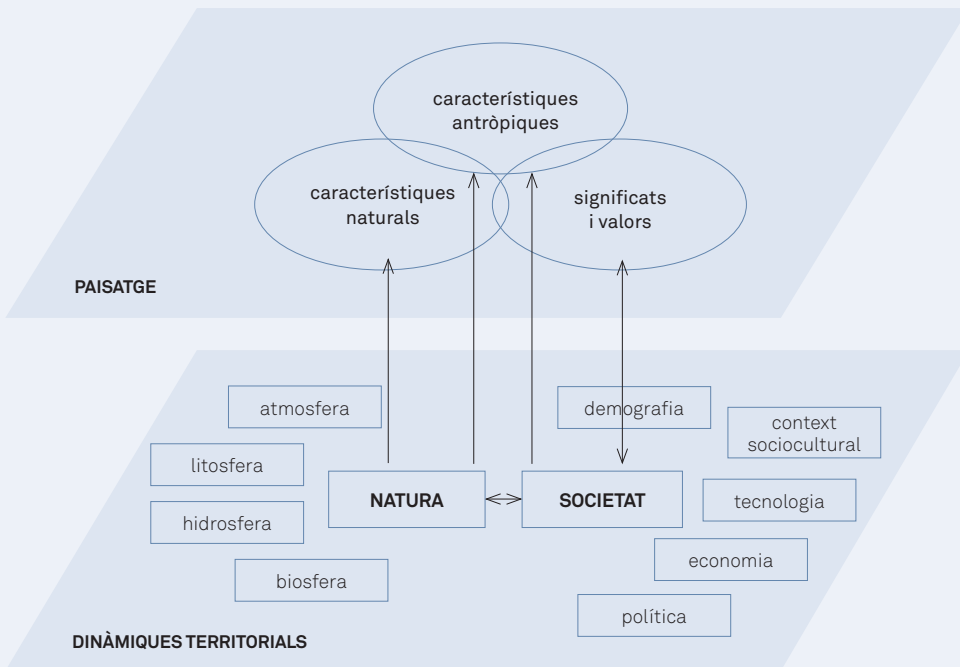 característiques
antròpiques
característiques
naturals
significats
i valors
PAISATGE
atmosfera
demografia
context
sociocultural
litosfera
NATURA
SOCIETAT
tecnologia
hidrosfera
economia
biosfera
política
DINÀMIQUES TERRITORIALS